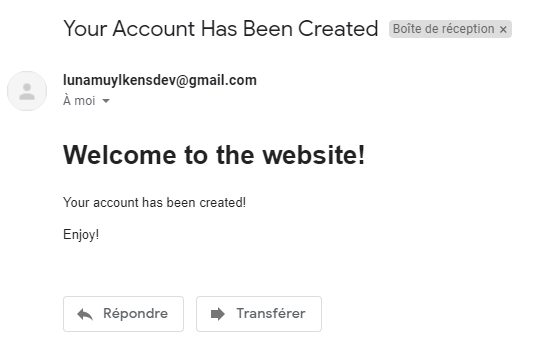 Your Account Has Been Created Boîte de réception ×
lunamuylkensdev@gmail.com
À moi
Welcome to the website!
Your account has been created!
Enjoy!
Répondre Transférer